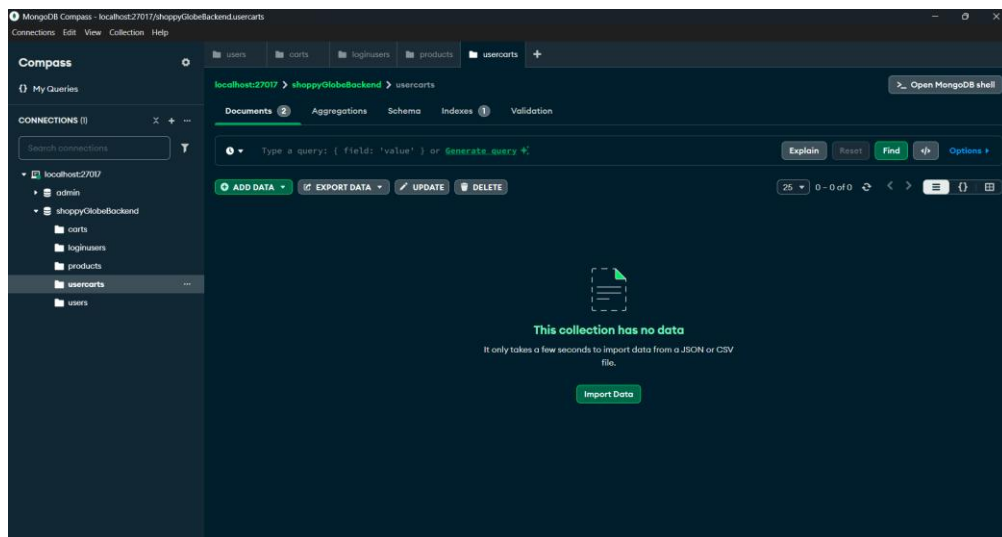 MongoDB Compass - localhost:27017/shoppyGlobeBackend.usercarts
Connections Edit View Collection Help
Compass
{} My Queries
CONNECTIONS (1)
Search connections
localhost:27017
admin
shoppyGlobeBackend
carts
loginusers
products
usercarts
users
users carts loginusers products usercarts
localhost:27017 > shoppyGlobeBackend > usercarts
>_ Open MongoDB shell
Documents 2 Aggregations Schema Indexes 1 Validation
Type a query: { field: 'value' } or Generate query
Explain Reset Find </> Options
ADD DATA EXPORT DATA UPDATE DELETE
25 0 – 0 of 0 {}
This collection has no data
It only takes a few seconds to import data from a JSON or CSV
file.
Import Data